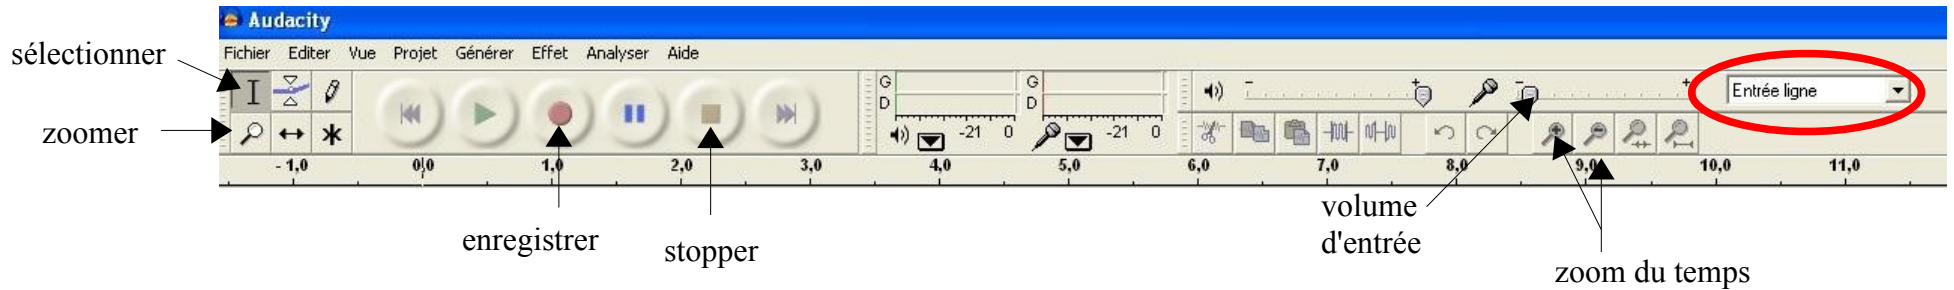 Audacity
sélectionner
Fichier Editer Vue Projet Générer Effet Analyser Aide
G G
D D
- + - + Entrée ligne
zoomer
-21 0 -21 0
-1,0 0,0 1,0 2,0 3,0 4,0 5,0 6,0 7,0 8,0 9,0 10,0 11,0
enregistrer
stopper
volume
d'entrée
zoom du temps